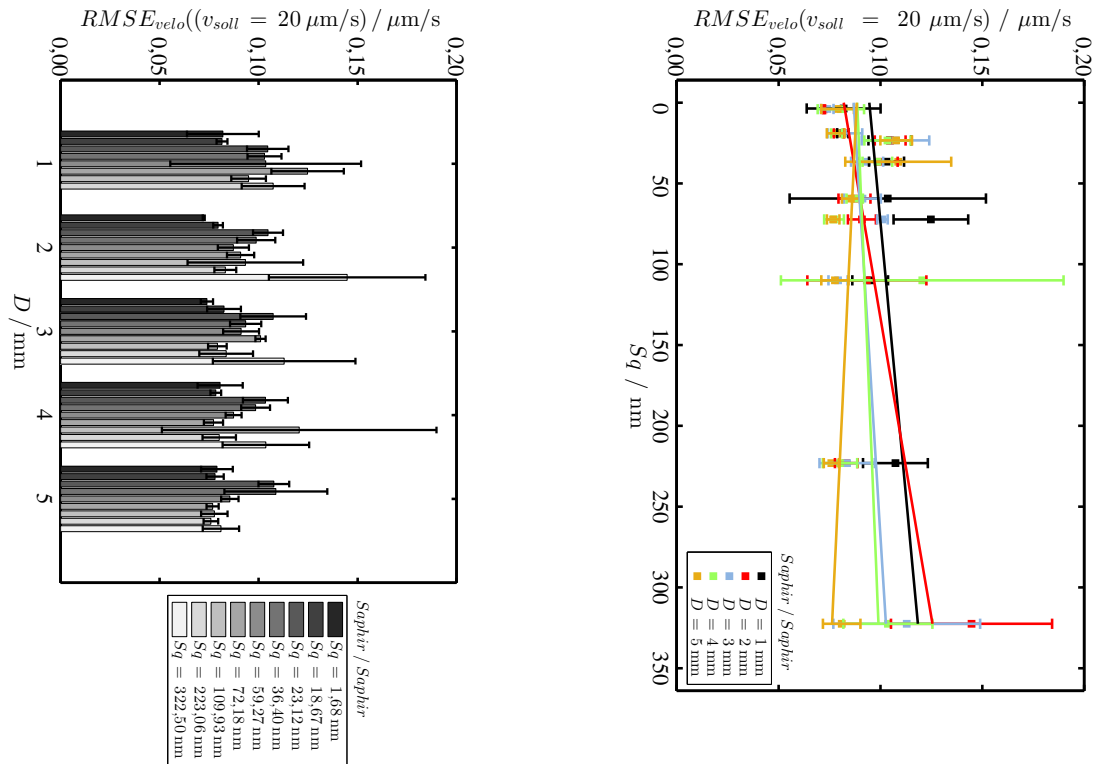 RMSE_velo((v_soll = 20 μm/s) / μm/s
0,00
0,05
0,10
0,15
0,20
1
2
3
4
5
D / mm
Saphir / Saphir
Sq = 1,68 nm
Sq = 18,67 nm
Sq = 23,12 nm
Sq = 36,40 nm
Sq = 59,27 nm
Sq = 72,18 nm
Sq = 109,93 nm
Sq = 223,06 nm
Sq = 322,50 nm
RMSE_velo(v_soll = 20 μm/s) / μm/s
0,00
0,05
0,10
0,15
0,20
0
50
100
150
200
250
300
350
Sq / nm
Saphir / Saphir
D = 1 mm
D = 2 mm
D = 3 mm
D = 4 mm
D = 5 mm